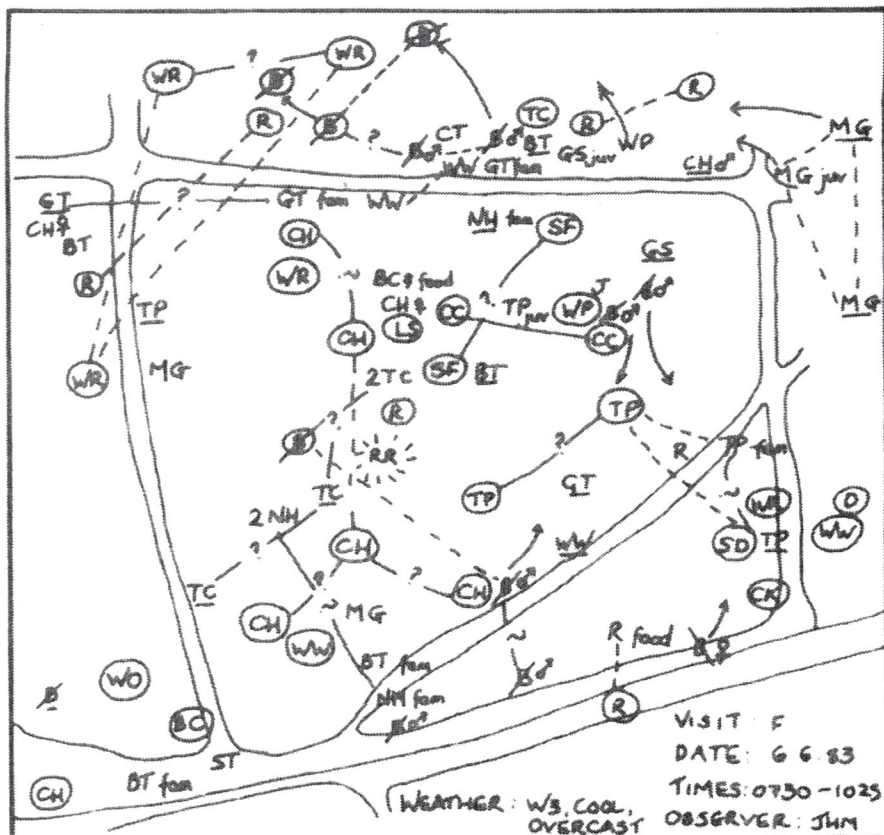 B
WR ? WR
B
R B ? CT B♂ B♂ TC R R
BT GS juv WP MG
WW GT fam CH♂ MG juv
GT ? GT fam WW
CH♀
BT
NH fam SF
CH GS
R WR ~ BC♀ food J B♂
TP CH♀ ? TP juv WP B♂
LS CC CC
CH
MG SF BT
WR 2TC
R TP
B RR ? R TP fam
TC GT ~
TP WR O
2 NH SD TP WW
? CH WW
TC ? ? CH B♂ CK
CH ~ MG
WW ~ R food B♀
BT fam
WO NH fam B♂
B B♂ R
BC
ST
BT fam
CH
VISIT : F
DATE: 6 6 83
TIMES: 0730-1025
WEATHER : W3, COOL,
OVERCAST OBSERVER : JHM